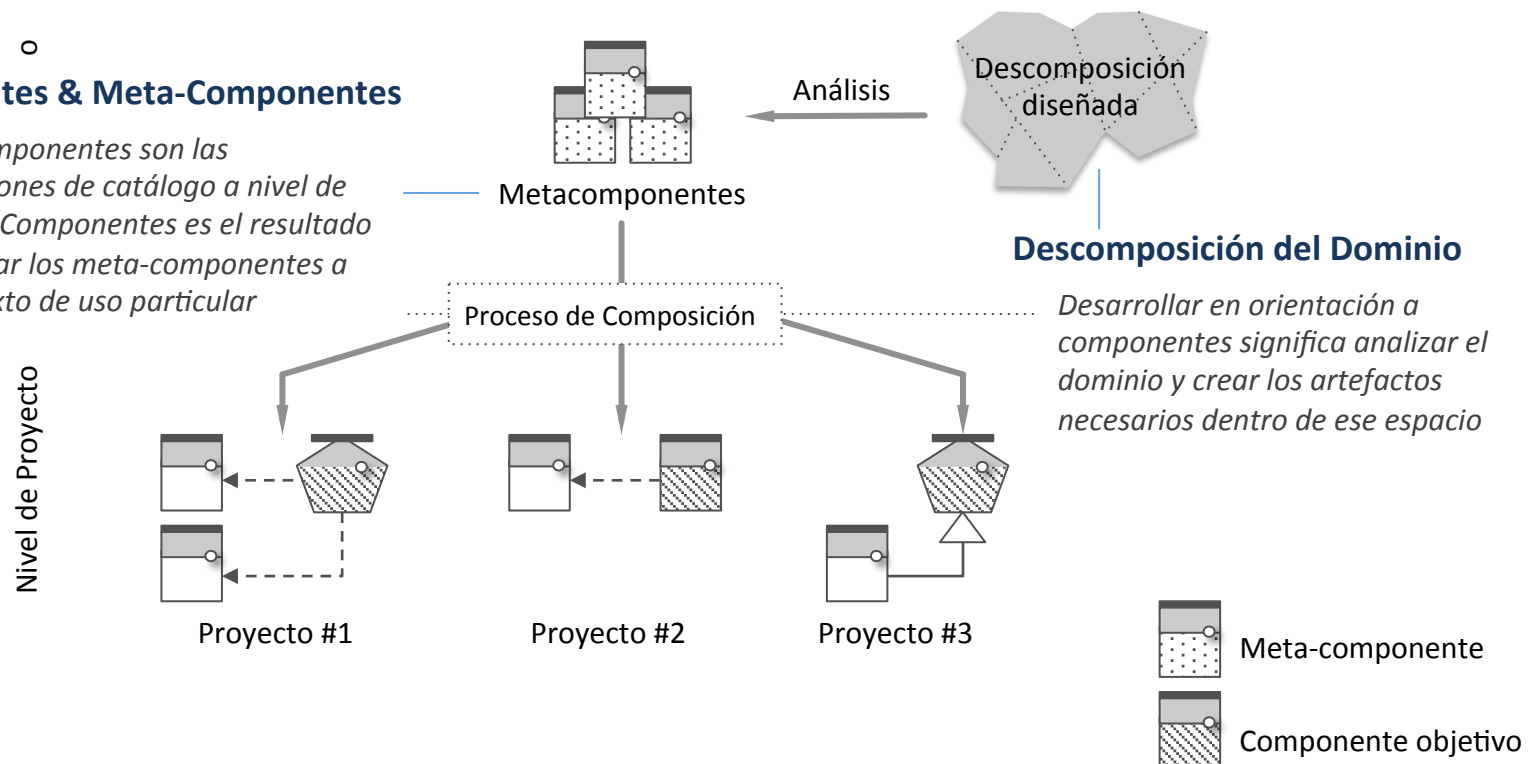 o
tes & Meta-Componentes
mponentes son las
ones de catálogo a nivel de
Componentes es el resultado
ar los meta-componentes a
xto de uso particular
Metacomponentes
Análisis
Descomposición
diseñada
Descomposición del Dominio
Desarrollar en orientación a
componentes significa analizar el
dominio y crear los artefactos
necesarios dentro de ese espacio
Proceso de Composición
Nivel de Proyecto
Proyecto #1
Proyecto #2
Proyecto #3
Meta-componente
Componente objetivo